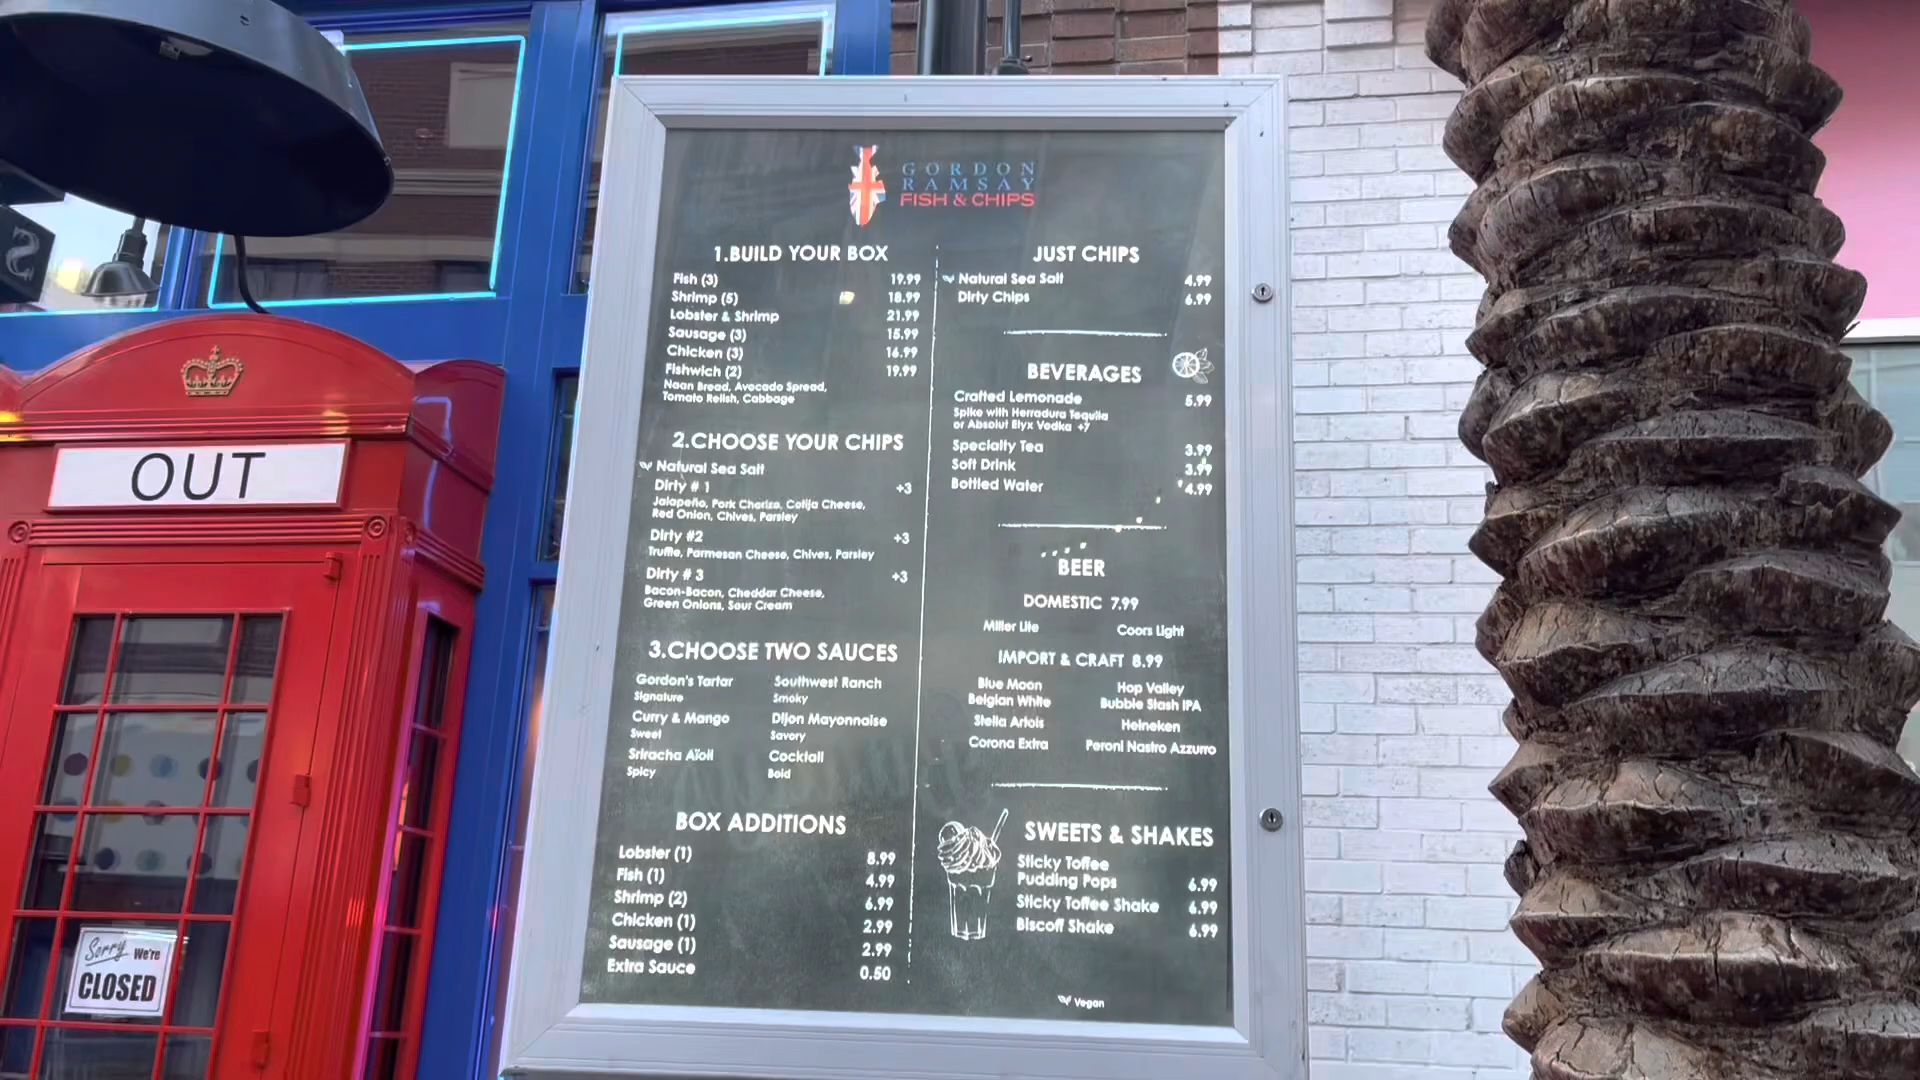 GORDON
RAMSAY
FISH & CHIPS
1.BUILD YOUR BOX
Fish (3) 19.99
Shrimp (5) 18.99
Lobster & Shrimp 21.99
Sausage (3) 15.99
Chicken (3) 16.99
Fishwich (2) 19.99
Naan Bread, Avocado Spread,
Tomato Relish, Cabbage
2.CHOOSE YOUR CHIPS
Natural Sea Salt
Dirty # 1 +3
Jalapeño, Pork Chorizo, Cotija Cheese,
Red Onion, Chives, Parsley
Dirty #2 +3
Truffle, Parmesan Cheese, Chives, Parsley
Dirty # 3 +3
Bacon-Bacon, Cheddar Cheese,
Green Onions, Sour Cream
3.CHOOSE TWO SAUCES
Gordon's Tartar Southwest Ranch
Signature Smoky
Curry & Mango Dijon Mayonnaise
Sweet Savory
Sriracha Aïoli Cocktail
Spicy Bold
BOX ADDITIONS
Lobster (1) 8.99
Fish (1) 4.99
Shrimp (2) 6.99
Chicken (1) 2.99
Sausage (1) 2.99
Extra Sauce 0.50
JUST CHIPS
Natural Sea Salt 4.99
Dirty Chips 6.99
BEVERAGES
Crafted Lemonade 5.99
Spike with Herradura Tequila
or Absolut Elyx Vodka +7
Specialty Tea 3.99
Soft Drink 3.99
Bottled Water 4.99
BEER
DOMESTIC 7.99
Miller Lite Coors Light
IMPORT & CRAFT 8.99
Blue Moon Hop Valley
Belgian White Bubble Stash IPA
Stella Artois Heineken
Corona Extra Peroni Nastro Azzurro
SWEETS & SHAKES
Sticky Toffee
Pudding Pops 6.99
Sticky Toffee Shake 6.99
Biscoff Shake 6.99
Vegan
OUT
Sorry We're
CLOSED
S